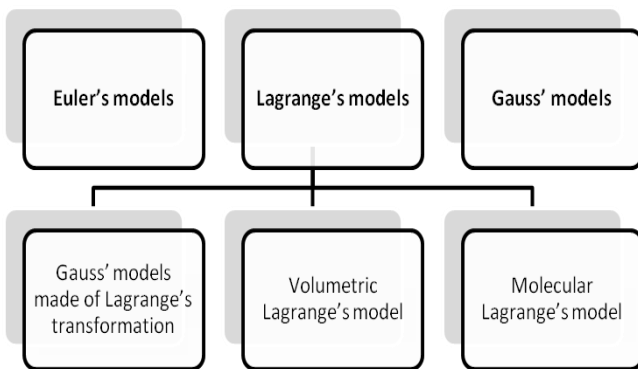 Euler’s models
Lagrange’s models
Gauss’ models
Gauss’ models
made of Lagrange’s
transformation
Volumetric
Lagrange’s model
Molecular
Lagrange’s model